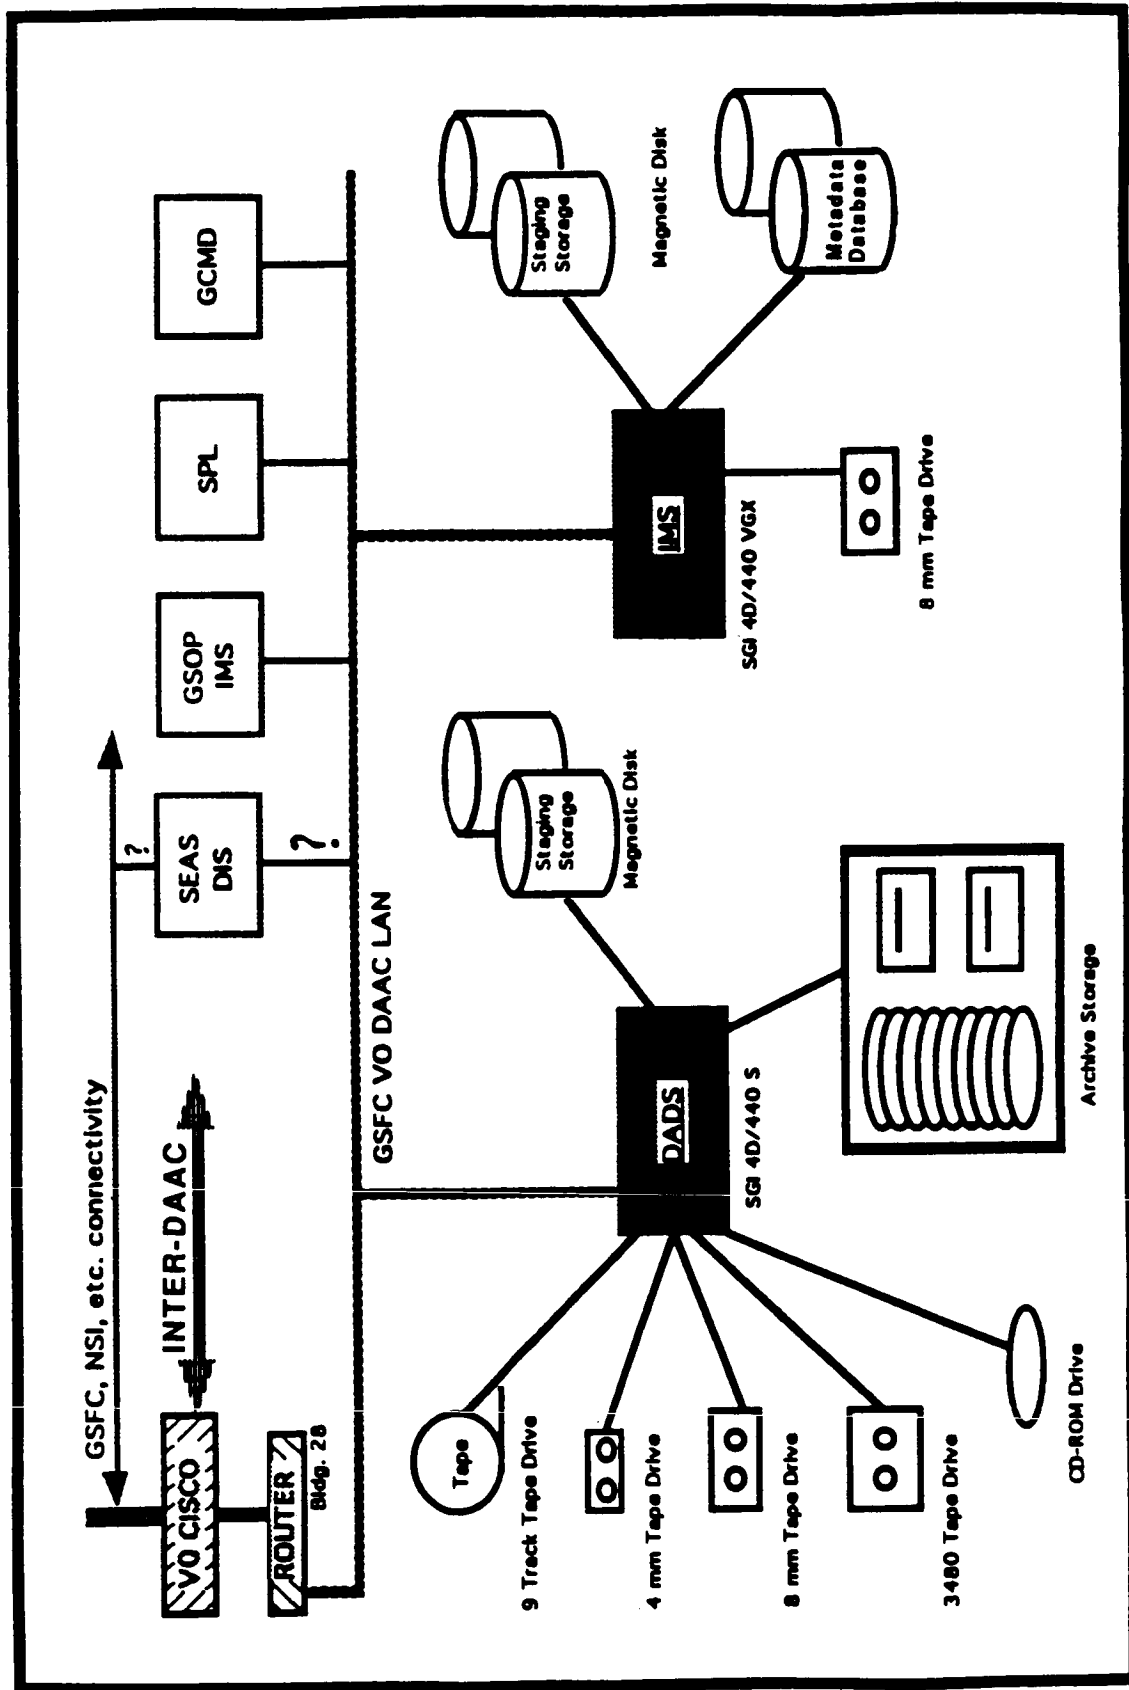 GSFC, NSI, etc. connectivity
INTER-DAAC
V0 CISCO
ROUTER
Bldg. 28
?
SEAS
DIS
?
GSOP
IMS
SPL
GCMD
GSFC VO DAAC LAN
Tape
9 Track Tape Drive
4 mm Tape Drive
8 mm Tape Drive
3480 Tape Drive
CD-ROM Drive
DADS
SGI 4D/440 S
Staging
Storage
Magnetic Disk
Archive Storage
IMS
SGI 4D/440 VGX
8 mm Tape Drive
Staging
Storage
Magnetic Disk
Metadata
Database